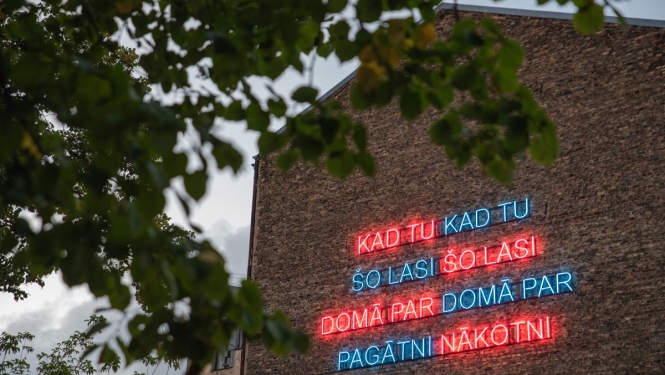 KAD TU KAD TU
ŠO LASI ŠO LASI
DOMĀ PAR DOMĀ PAR
PAGĀTNI NĀKOTNI